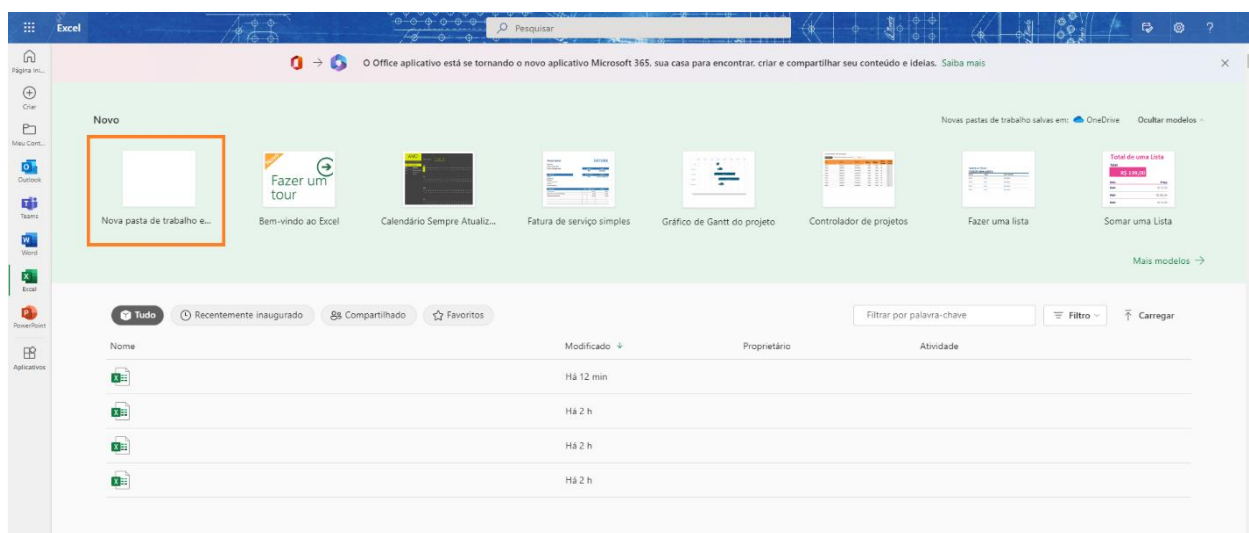 Excel
Pesquisar
Página ini...
O Office aplicativo está se tornando o novo aplicativo Microsoft 365. sua casa para encontrar. criar e compartilhar seu conteúdo e ideias. Saiba mais
Criar
Meu Cont...
Outlook
Teams
Word
Excel
PowerPoint
Aplicativos
Novo
Novas pastas de trabalho salvas em: OneDrive
Ocultar modelos
Fazer um
tour
ANO
FATURA
Total de uma Lista
R$ 139,00
Nova pasta de trabalho e...
Bem-vindo ao Excel
Calendário Sempre Atualiz...
Fatura de serviço simples
Gráfico de Gantt do projeto
Controlador de projetos
Fazer uma lista
Somar uma Lista
Mais modelos
Tudo
Recentemente inaugurado
Compartilhado
Favoritos
Filtrar por palavra-chave
Filtro
Carregar
Nome
Modificado
Proprietário
Atividade
Há 12 min
Há 2 h
Há 2 h
Há 2 h